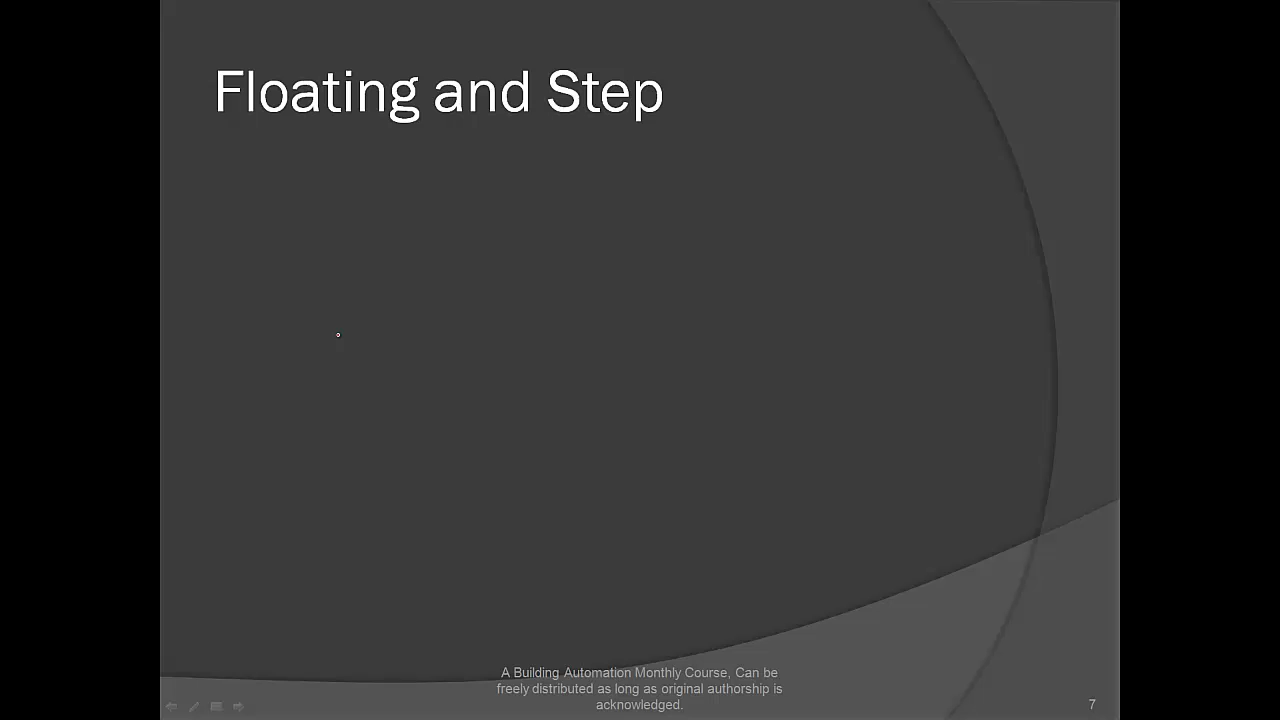 Floating and Step
A Building Automation Monthly Course, Can be
freely distributed as long as original authorship is
acknowledged.
7